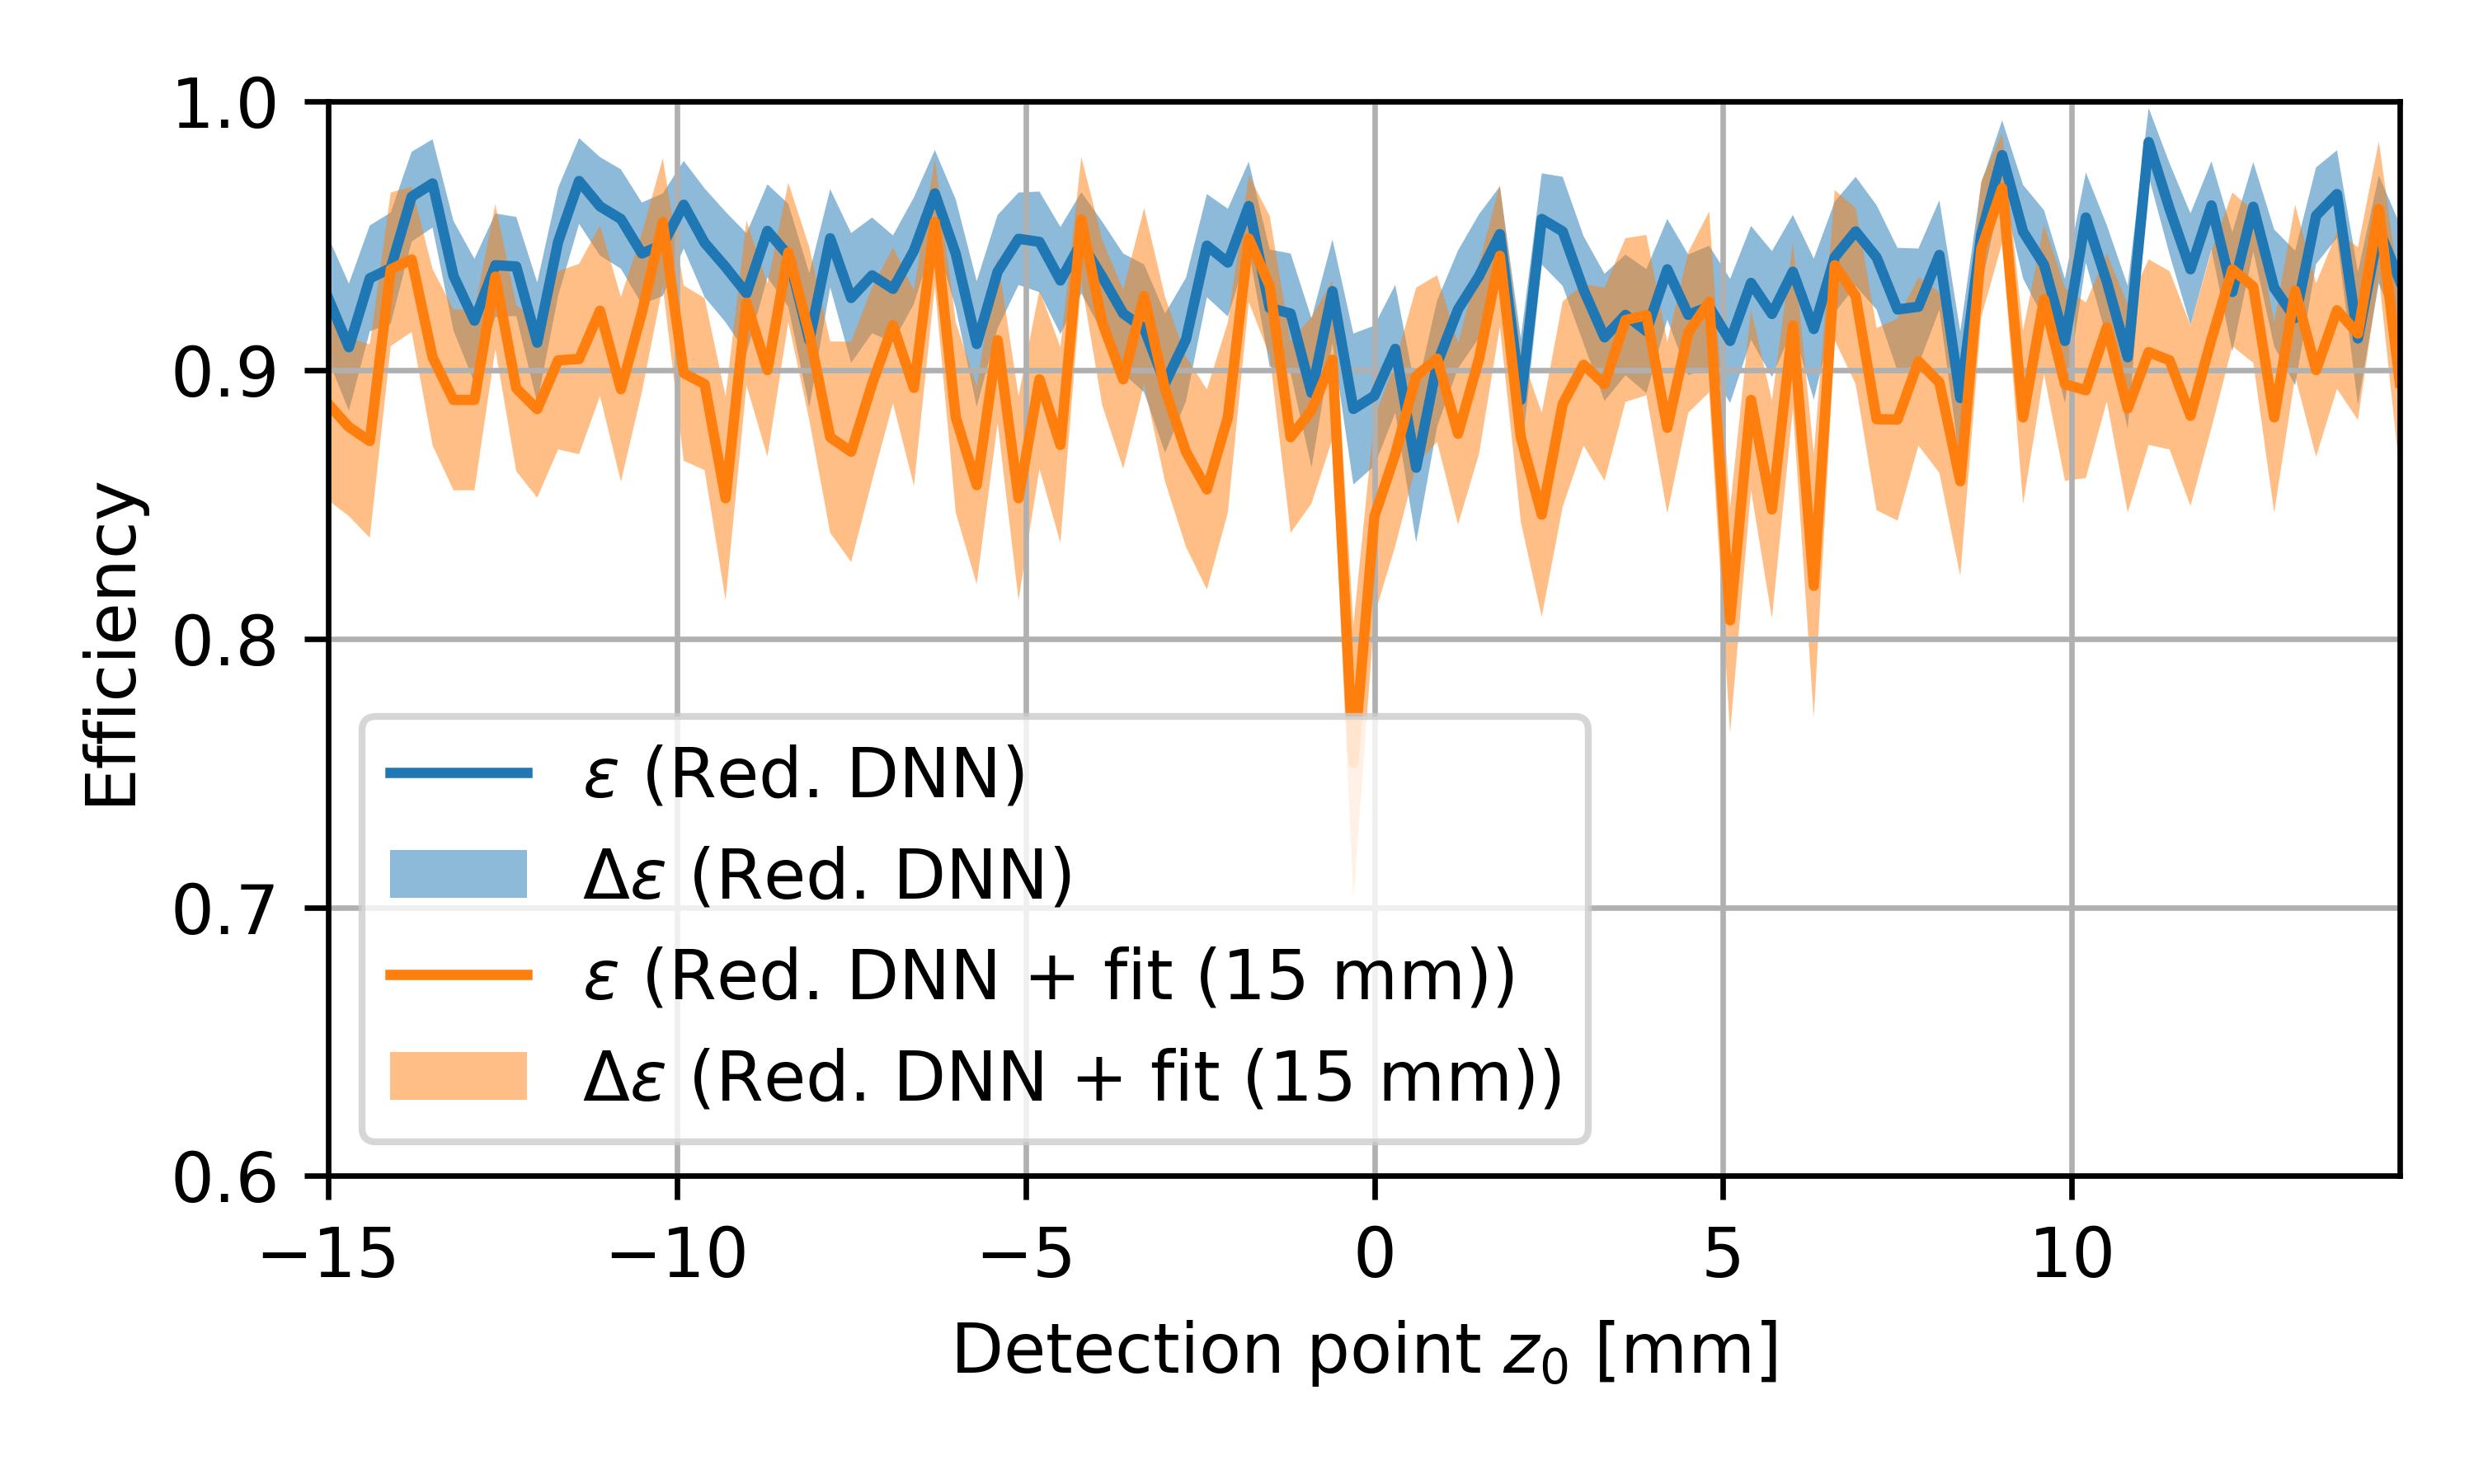 1.0
0.9
0.8
0.7
0.6
Efficiency
ε (Red. DNN)
Δε (Red. DNN)
ε (Red. DNN + fit (15 mm))
Δε (Red. DNN + fit (15 mm))
−15 −10 −5 0 5 10
Detection point z₀ [mm]